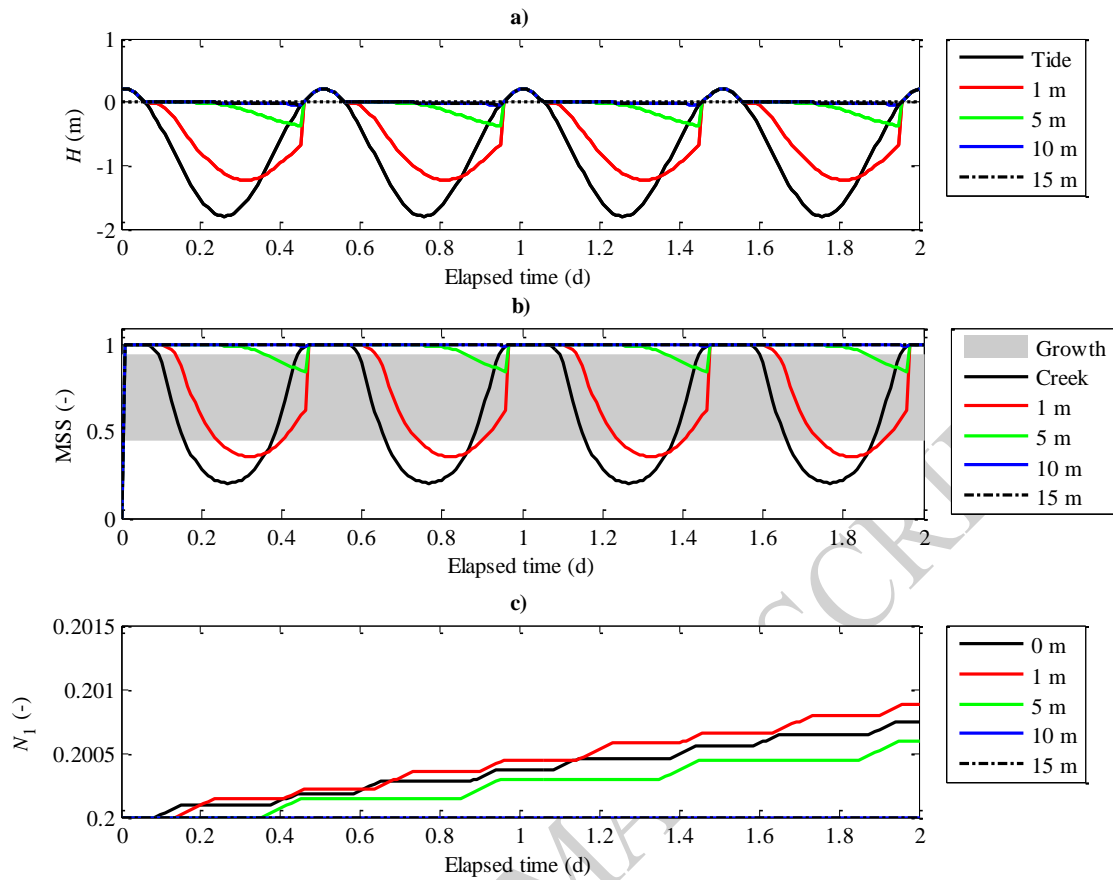 a)
1
0
-1
-2
H (m)
0 0.2 0.4 0.6 0.8 1 1.2 1.4 1.6 1.8 2
Elapsed time (d)
Tide
1 m
5 m
10 m
15 m
b)
1
0.5
0
MSS (-)
0 0.2 0.4 0.6 0.8 1 1.2 1.4 1.6 1.8 2
Elapsed time (d)
Growth
Creek
1 m
5 m
10 m
15 m
c)
0.2015
0.201
0.2005
0.2
N1 (-)
0 0.2 0.4 0.6 0.8 1 1.2 1.4 1.6 1.8 2
Elapsed time (d)
0 m
1 m
5 m
10 m
15 m